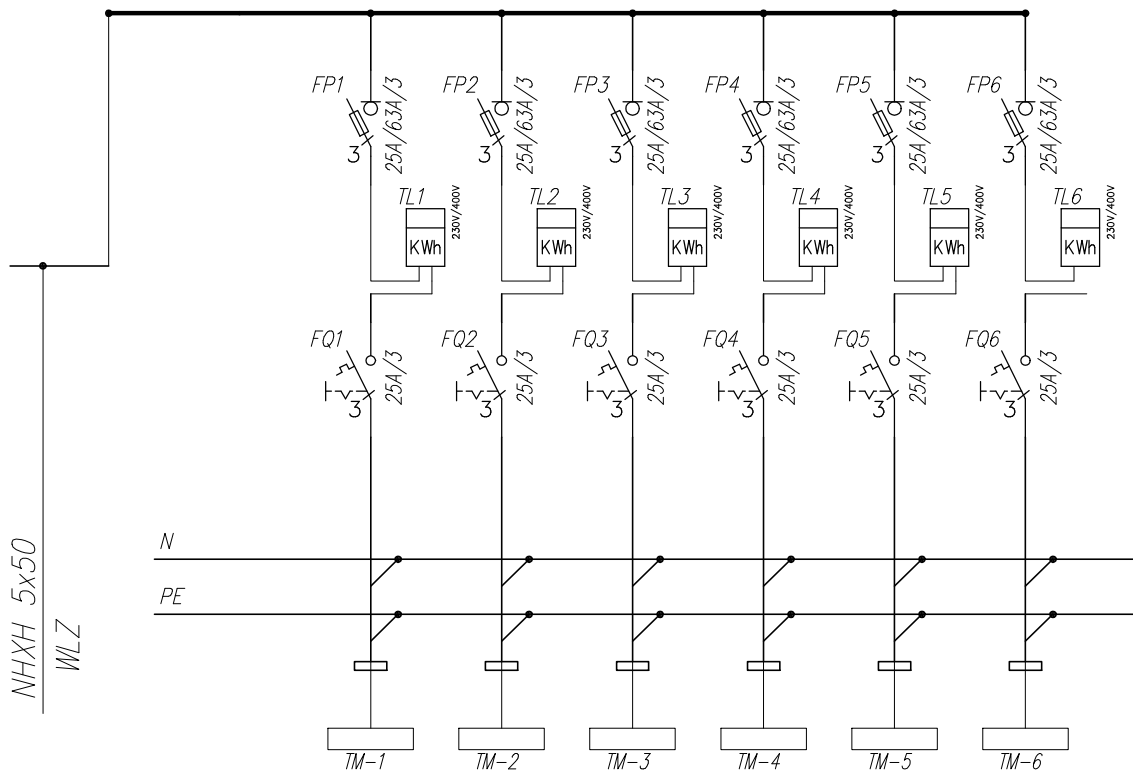 FP1 FP2 FP3 FP4 FP5 FP6
25A/63A/3 25A/63A/3 25A/63A/3 25A/63A/3 25A/63A/3 25A/63A/3
3 3 3 3 3 3
TL1 TL2 TL3 TL4 TL5 TL6
230V/400V 230V/400V 230V/400V 230V/400V 230V/400V 230V/400V
KWh KWh KWh KWh KWh KWh
FQ1 FQ2 FQ3 FQ4 FQ5 FQ6
25A/3 25A/3 25A/3 25A/3 25A/3 25A/3
3 3 3 3 3 3
N
PE
NHXH 5x50
WLZ
TM-1 TM-2 TM-3 TM-4 TM-5 TM-6